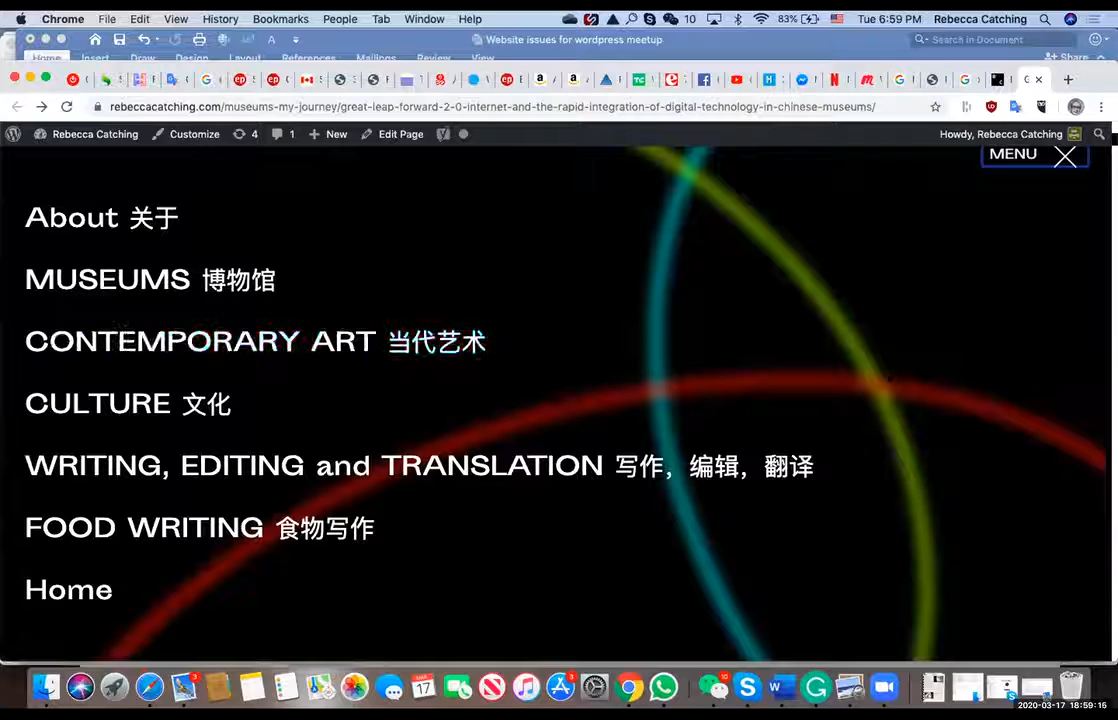 Chrome File Edit View History Bookmarks People Tab Window Help 10 83% Tue 6:59 PM Rebecca Catching
Website issues for wordpress meetup Search in Document
Home Insert Draw Design Layout References Mailings Review View Share
rebeccacatching.com/museums-my-journey/great-leap-forward-2-0-internet-and-the-rapid-integration-of-digital-technology-in-chinese-museums/
Rebecca Catching Customize 4 1 New Edit Page Howdy, Rebecca Catching
MENU
About 关于
MUSEUMS 博物馆
CONTEMPORARY ART 当代艺术
CULTURE 文化
WRITING, EDITING and TRANSLATION 写作，编辑，翻译
FOOD WRITING 食物写作
Home
17
2020-03-17 18:59:16